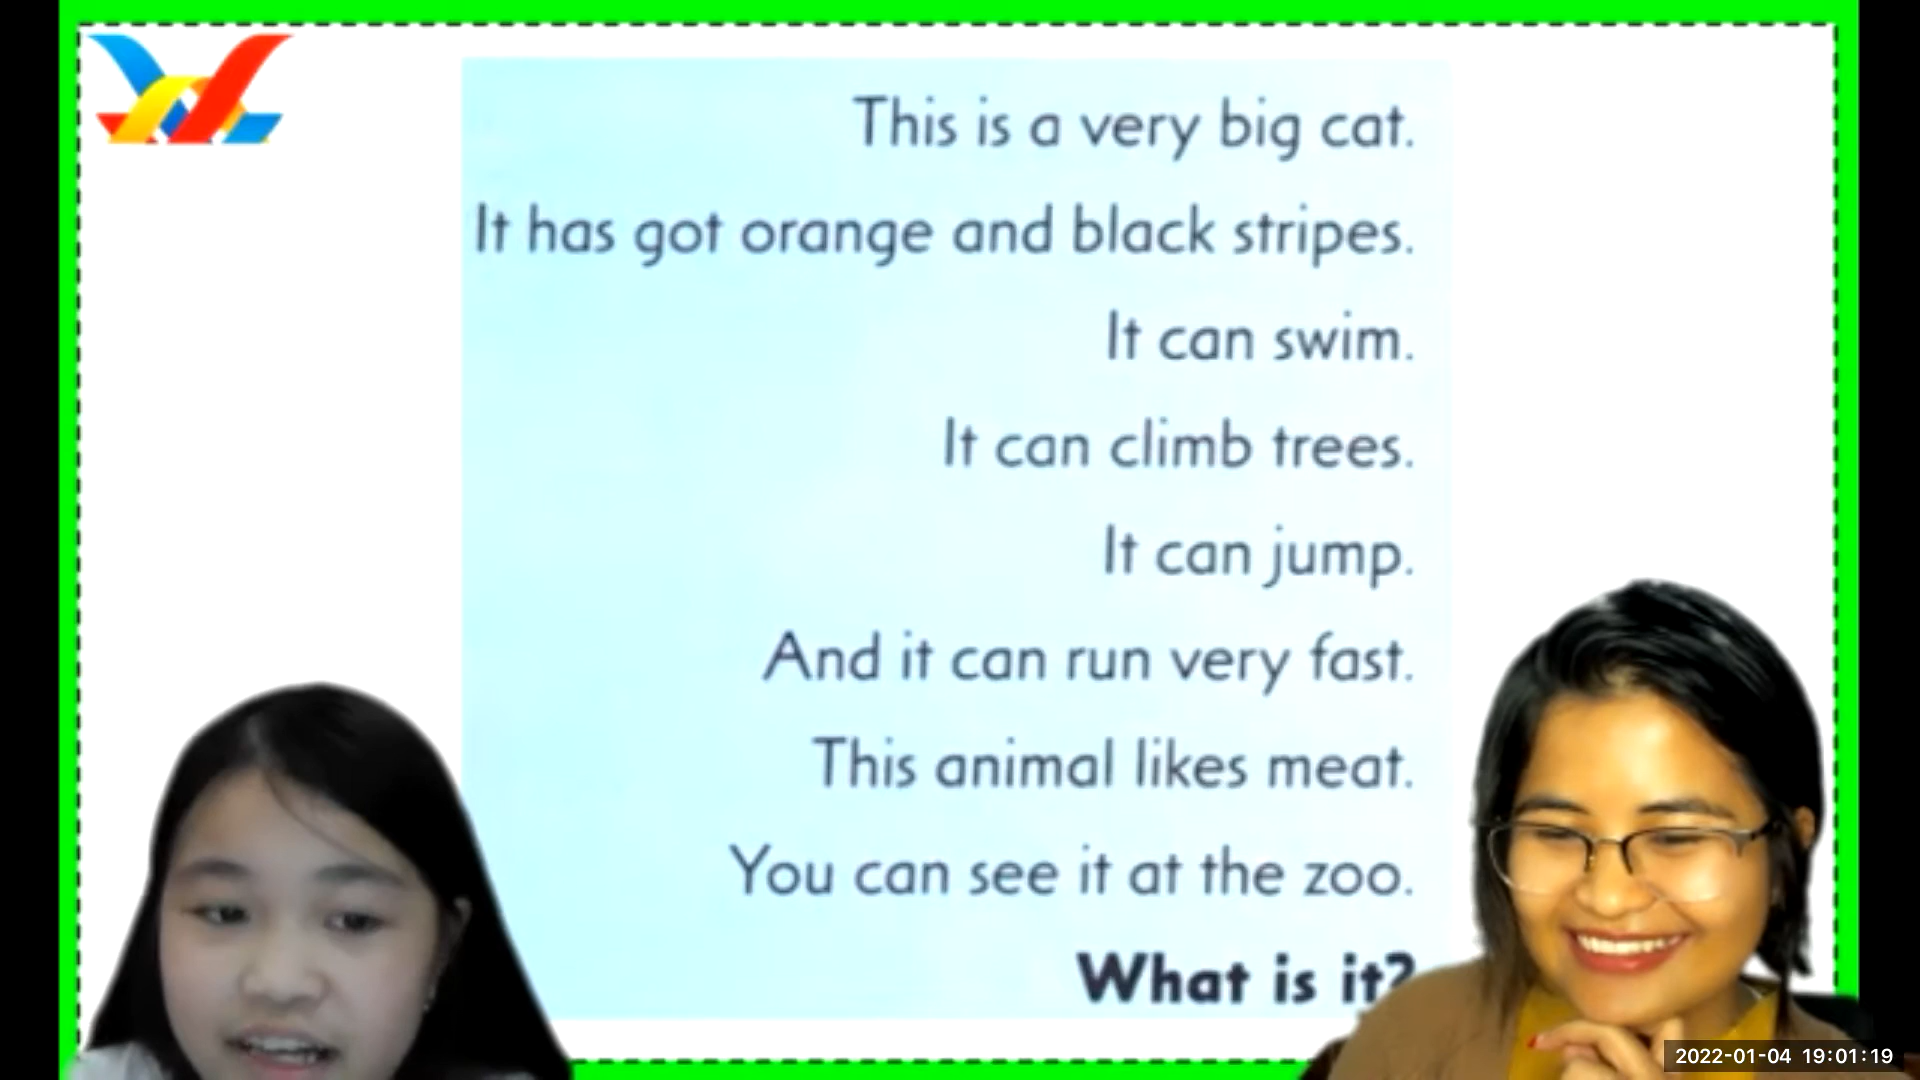 This is a very big cat.
It has got orange and black stripes.
It can swim.
It can climb trees.
It can jump.
And it can run very fast.
This animal likes meat.
You can see it at the zoo.
What is it?
2022-01-04 19:01:19